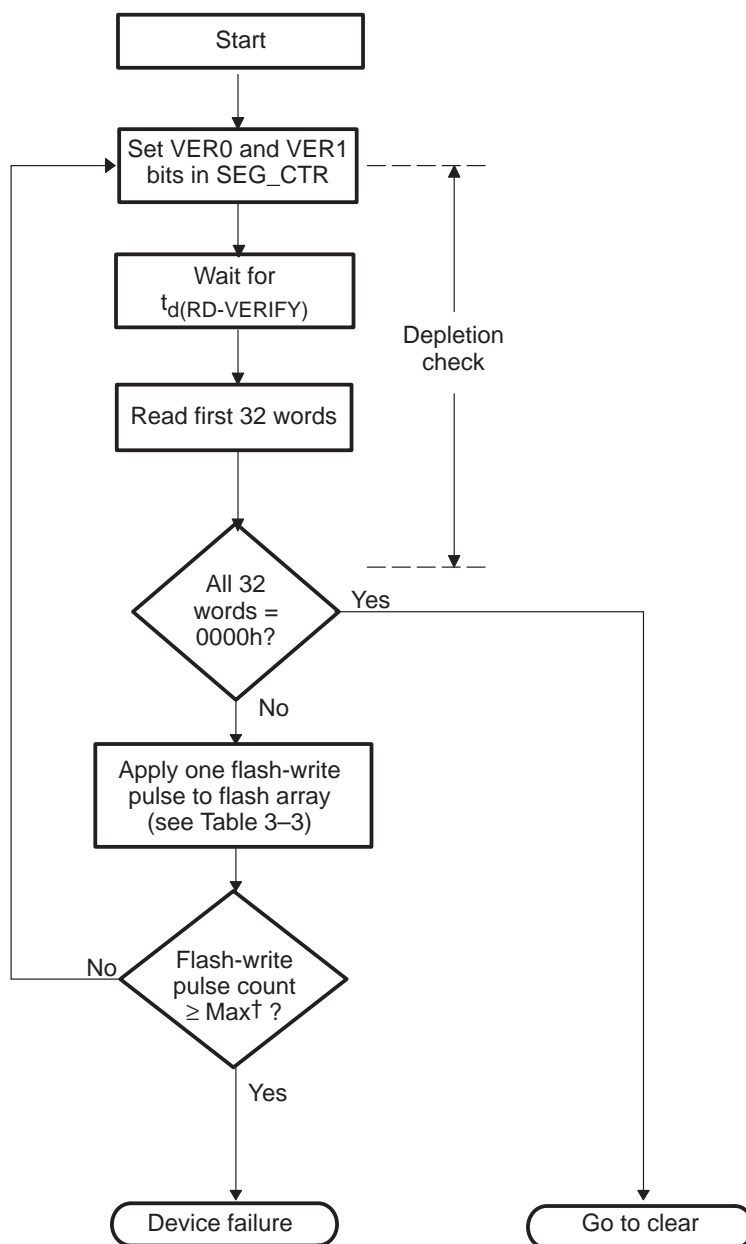 Start
Set VER0 and VER1
bits in SEG_CTR
Wait for
td(RD-VERIFY)
Depletion
check
Read first 32 words
All 32
words =
0000h?
Yes
No
Apply one flash-write
pulse to flash array
(see Table 3–3)
No
Flash-write
pulse count
≥ Max† ?
Yes
Device failure
Go to clear